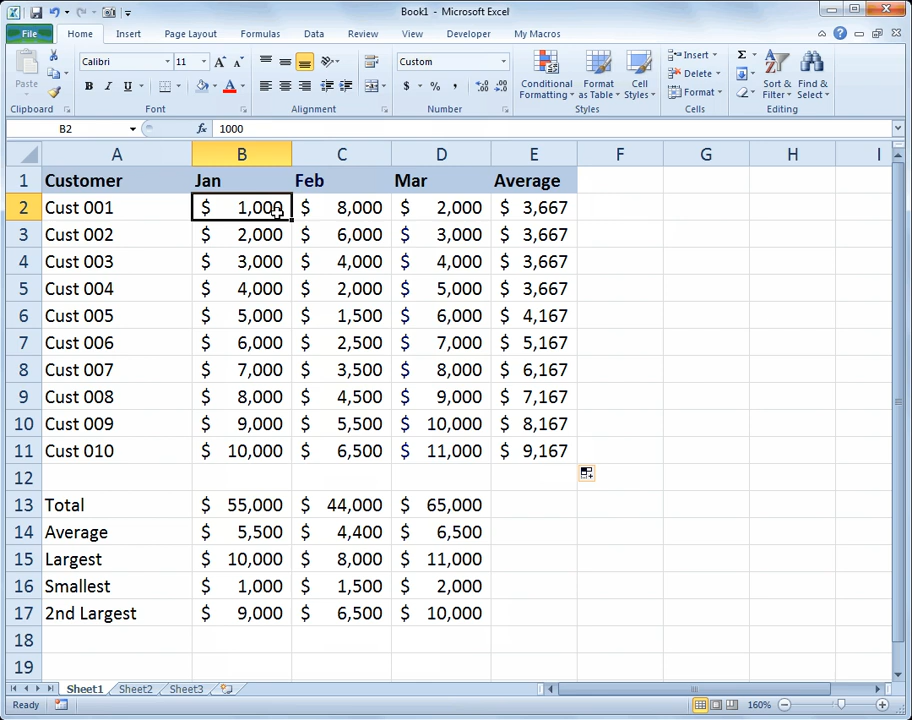 Book1 - Microsoft Excel
File Home Insert Page Layout Formulas Data Review View Developer My Macros
Calibri 11 Custom Insert
Paste B I U $ % , Conditional Formatting Format as Table Cell Styles Delete Format Sort & Filter Find & Select
Clipboard Font Alignment Number Styles Cells Editing
B2 fx 1000
A B C D E F G H I
1 Customer Jan Feb Mar Average
2 Cust 001 $ 1,000 $ 8,000 $ 2,000 $ 3,667
3 Cust 002 $ 2,000 $ 6,000 $ 3,000 $ 3,667
4 Cust 003 $ 3,000 $ 4,000 $ 4,000 $ 3,667
5 Cust 004 $ 4,000 $ 2,000 $ 5,000 $ 3,667
6 Cust 005 $ 5,000 $ 1,500 $ 6,000 $ 4,167
7 Cust 006 $ 6,000 $ 2,500 $ 7,000 $ 5,167
8 Cust 007 $ 7,000 $ 3,500 $ 8,000 $ 6,167
9 Cust 008 $ 8,000 $ 4,500 $ 9,000 $ 7,167
10 Cust 009 $ 9,000 $ 5,500 $ 10,000 $ 8,167
11 Cust 010 $ 10,000 $ 6,500 $ 11,000 $ 9,167
12
13 Total $ 55,000 $ 44,000 $ 65,000
14 Average $ 5,500 $ 4,400 $ 6,500
15 Largest $ 10,000 $ 8,000 $ 11,000
16 Smallest $ 1,000 $ 1,500 $ 2,000
17 2nd Largest $ 9,000 $ 6,500 $ 10,000
18
19
Sheet1 Sheet2 Sheet3
Ready 160%